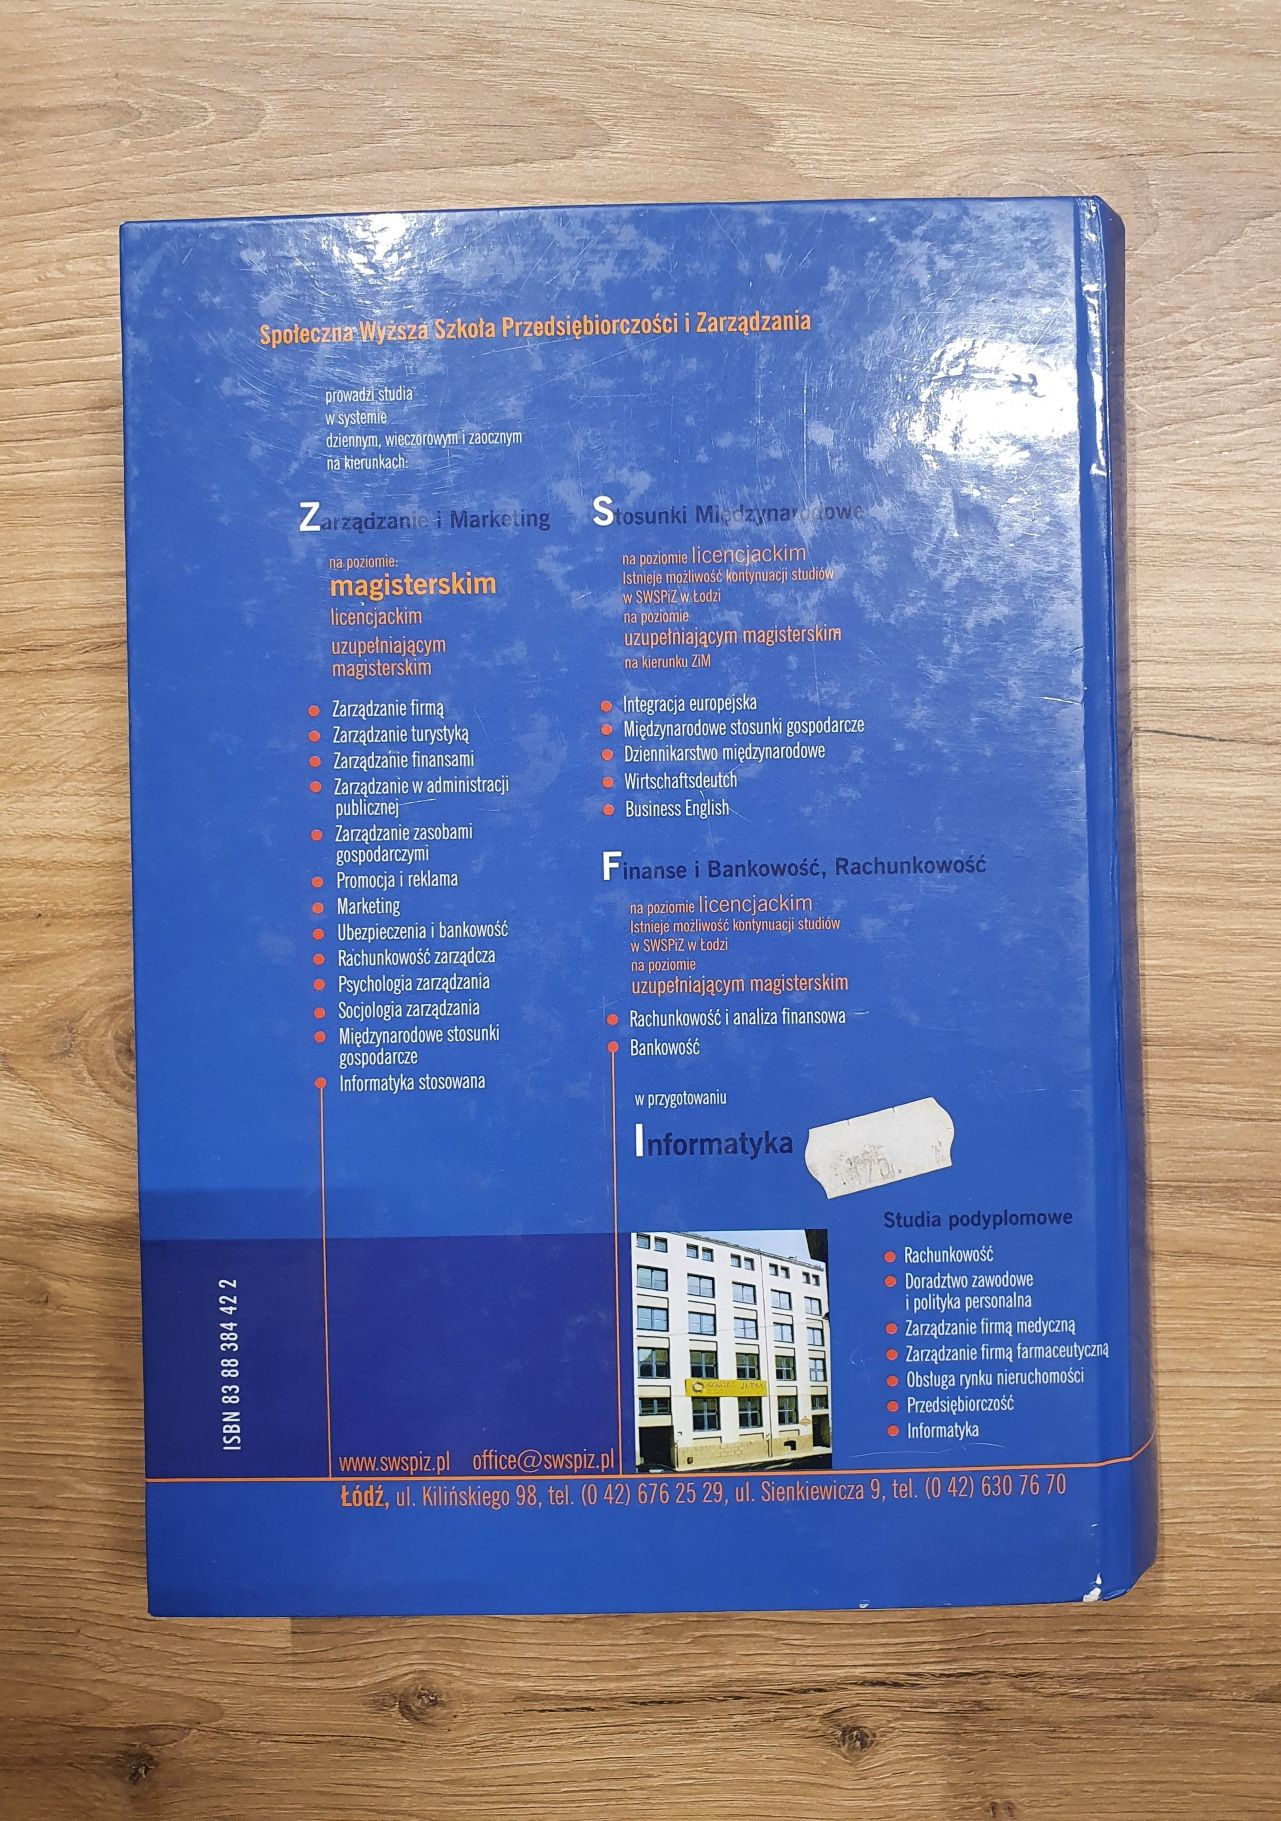 Społeczna Wyższa Szkoła Przedsiębiorczości i Zarządzania
prowadzi studia
w systemie
dziennym, wieczorowym i zaocznym
na kierunkach:
Zarządzanie i Marketing
na poziomie:
magisterskim
licencjackim
uzupełniającym
magisterskim
Zarządzanie firmą
Zarządzanie turystyką
Zarządzanie finansami
Zarządzanie w administracji
publicznej
Zarządzanie zasobami
gospodarczymi
Promocja i reklama
Marketing
Ubezpieczenia i bankowość
Rachunkowość zarządcza
Psychologia zarządzania
Socjologia zarządzania
Międzynarodowe stosunki
gospodarcze
Informatyka stosowana
Stosunki Międzynarodowe
na poziomie licencjackim
Istnieje możliwość kontynuacji studiów
w SWSPiZ w Łodzi
na poziomie
uzupełniającym magisterskim
na kierunku ZiM
Integracja europejska
Międzynarodowe stosunki gospodarcze
Dziennikarstwo międzynarodowe
Wirtschaftsdeutch
Business English
Finanse i Bankowość, Rachunkowość
na poziomie licencjackim
Istnieje możliwość kontynuacji studiów
w SWSPiZ w Łodzi
na poziomie
uzupełniającym magisterskim
Rachunkowość i analiza finansowa
Bankowość
w przygotowaniu
Informatyka
Studia podyplomowe
Rachunkowość
Doradztwo zawodowe
i polityka personalna
Zarządzanie firmą medyczną
Zarządzanie firmą farmaceutyczną
Obsługa rynku nieruchomości
Przedsiębiorczość
Informatyka
ISBN 83 88 384 42 2
www.swspiz.pl office@swspiz.pl
Łódź, ul. Kilińskiego 98, tel. (0 42) 676 25 29, ul. Sienkiewicza 9, tel. (0 42) 630 76 70